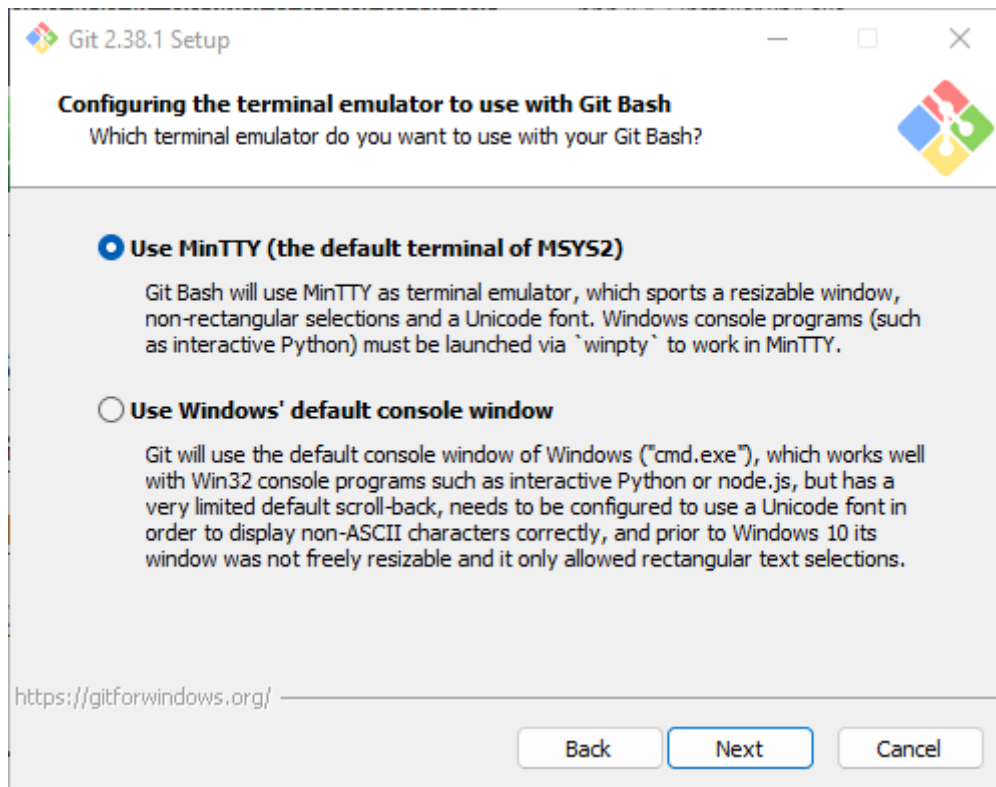 Git 2.38.1 Setup
Configuring the terminal emulator to use with Git Bash
Which terminal emulator do you want to use with your Git Bash?
Use MinTTY (the default terminal of MSYS2)
Git Bash will use MinTTY as terminal emulator, which sports a resizable window,
non-rectangular selections and a Unicode font. Windows console programs (such
as interactive Python) must be launched via `winpty` to work in MinTTY.
Use Windows' default console window
Git will use the default console window of Windows ("cmd.exe"), which works well
with Win32 console programs such as interactive Python or node.js, but has a
very limited default scroll-back, needs to be configured to use a Unicode font in
order to display non-ASCII characters correctly, and prior to Windows 10 its
window was not freely resizable and it only allowed rectangular text selections.
https://gitforwindows.org/
Back
Next
Cancel